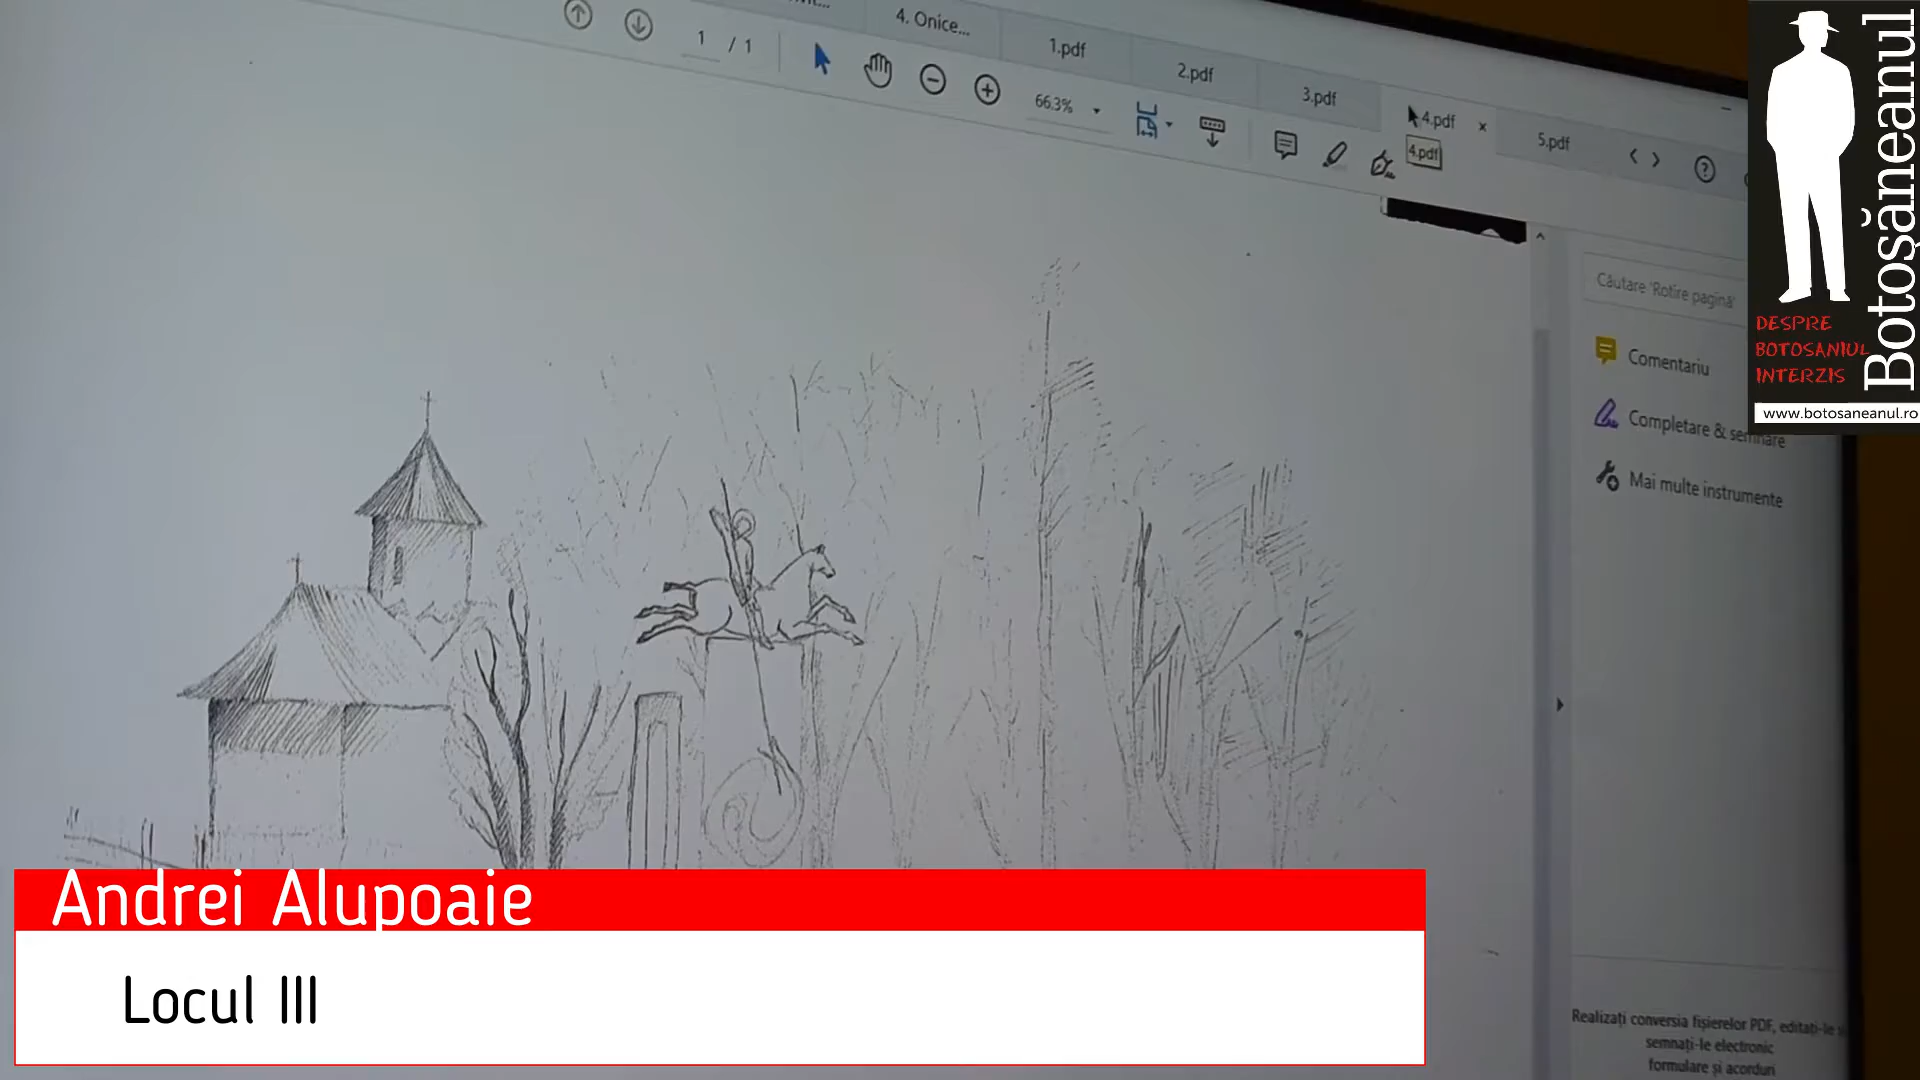 4. Onice...
1.pdf
2.pdf
3.pdf
4.pdf
5.pdf
1 / 1
66.3%
4.pdf
Căutare 'Rotire pagină'
Comentariu
Completare & semnare
Mai multe instrumente
Realizați conversia fișierelor PDF, editați-le
semnați-le electronic
formulare și acorduri
Botoșăneanul
DESPRE
BOTOSANIUL
INTERZIS
www.botosaneanul.ro
Andrei Alupoaie
Locul III